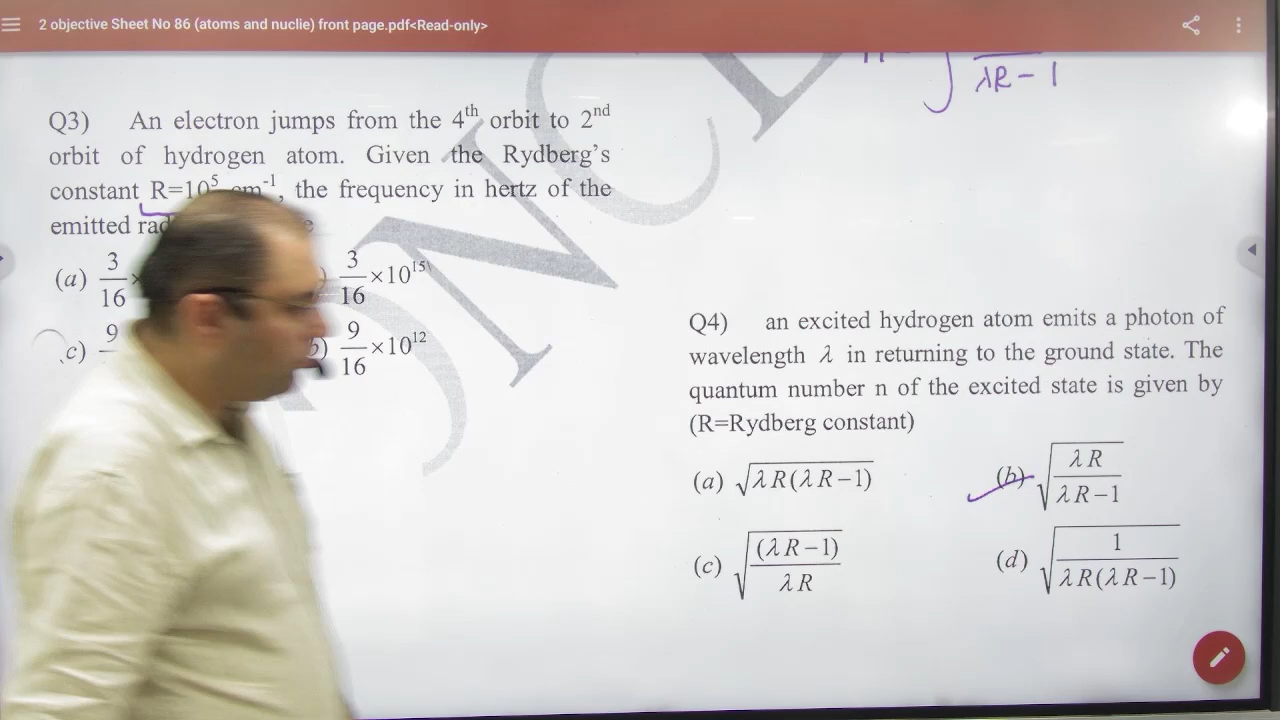 2 objective Sheet No 86 (atoms and nuclie) front page.pdf<Read-only>
λR - 1
Q3) An electron jumps from the 4th orbit to 2nd
orbit of hydrogen atom. Given the Rydberg's
constant R=10⁵ cm⁻¹, the frequency in hertz of the
emitted
(a) 3/16 × 3/16 ×10¹⁵
c) 9 9/16 ×10¹²
Q4) an excited hydrogen atom emits a photon of
wavelength λ in returning to the ground state. The
quantum number n of the excited state is given by
(R=Rydberg constant)
(a) √(λR(λR−1)) (b) √(λR/(λR−1))
(c) √((λR−1)/λR) (d) √(1/(λR(λR−1)))